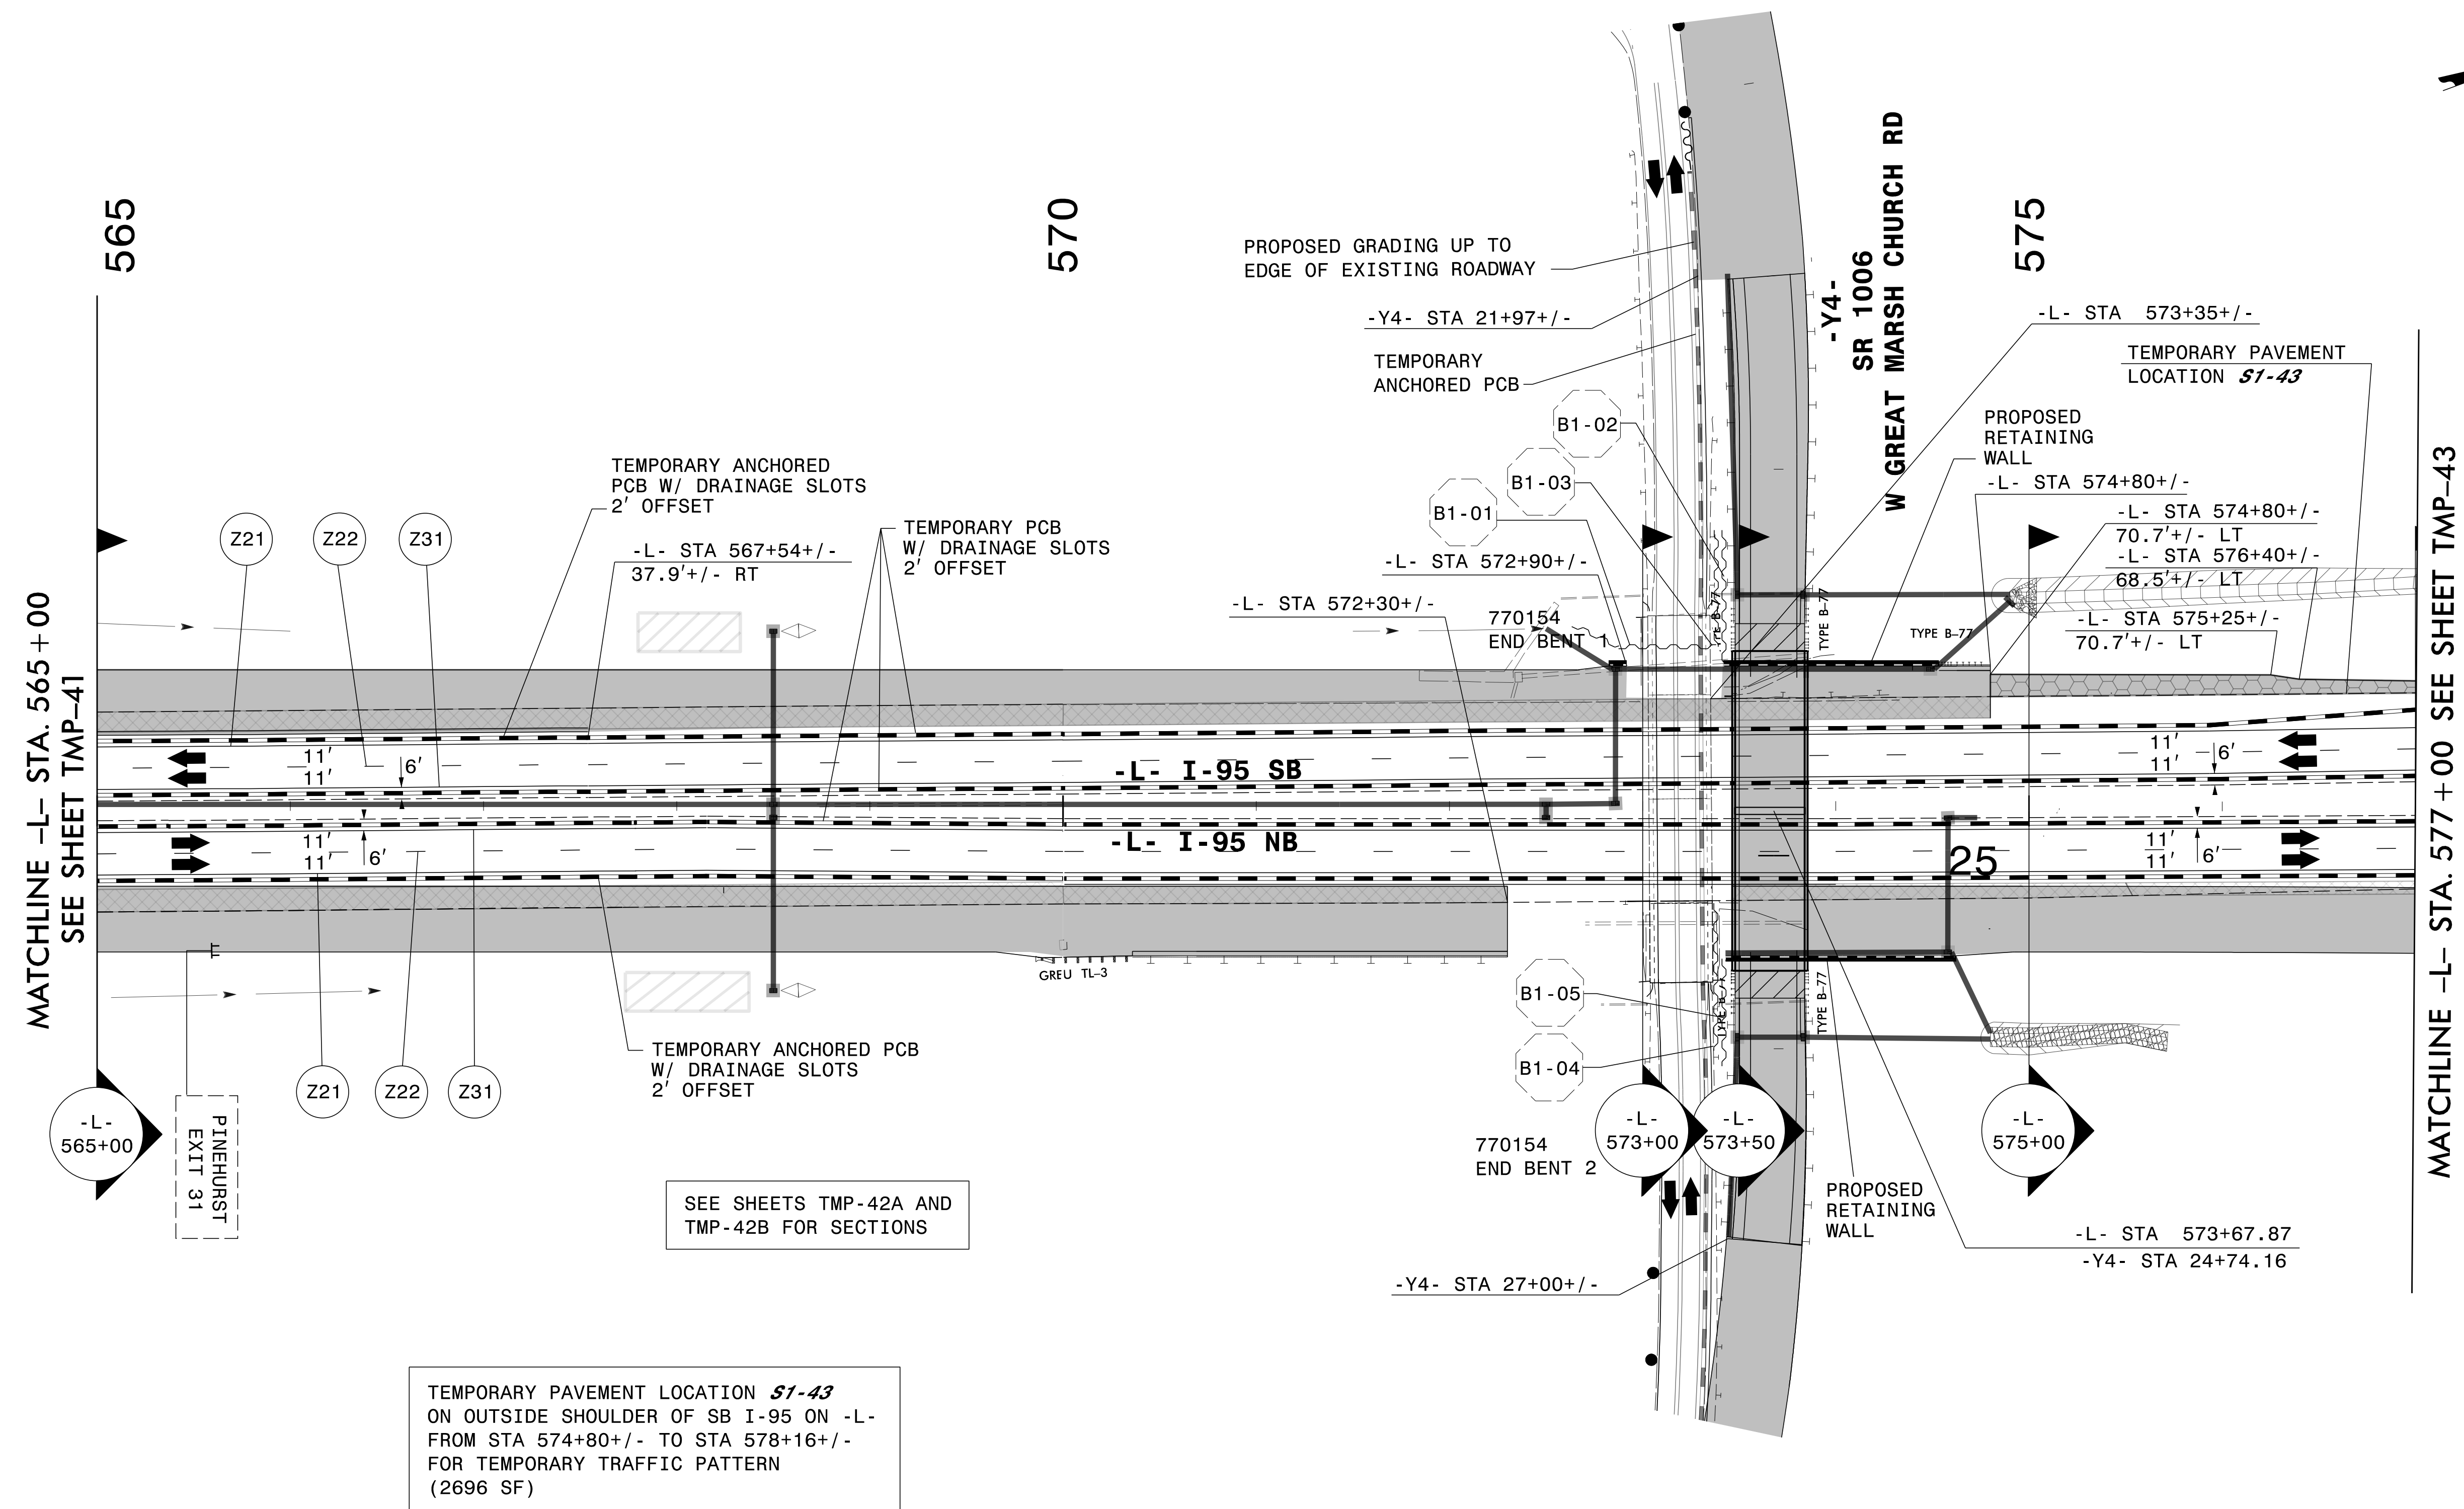 565
570
575
-Y4-
SR 1006
W GREAT MARSH CHURCH RD
PROPOSED GRADING UP TO
EDGE OF EXISTING ROADWAY
-Y4- STA 21+97+/-
TEMPORARY
ANCHORED PCB
-L- STA 573+35+/-
TEMPORARY PAVEMENT
LOCATION S1-43
PROPOSED
RETAINING
WALL
-L- STA 574+80+/-
-L- STA 574+80+/-
70.7'+/- LT
-L- STA 576+40+/-
68.5'+/- LT
-L- STA 575+25+/-
70.7'+/- LT
B1-02
B1-03
B1-01
-L- STA 572+90+/-
-L- STA 572+30+/-
770154
END BENT 1
TEMPORARY ANCHORED
PCB W/ DRAINAGE SLOTS
2' OFFSET
-L- STA 567+54+/-
37.9'+/- RT
TEMPORARY PCB
W/ DRAINAGE SLOTS
2' OFFSET
Z21
Z22
Z31
MATCHLINE -L- STA. 565+00
SEE SHEET TMP-41
MATCHLINE -L- STA. 577+00 SEE SHEET TMP-43
TYPE B-77
TYPE B-77
TYPE B-77
11'
11'
6'
-L- I-95 SB
11'
11'
6'
11'
11'
6'
-L- I-95 NB
25
11'
11'
6'
GREU TL-3
TYPE B-77
TYPE B-77
B1-05
B1-04
TEMPORARY ANCHORED PCB
W/ DRAINAGE SLOTS
2' OFFSET
Z21
Z22
Z31
-L-
565+00
PINEHURST
EXIT 31
770154
END BENT 2
-L-
573+00
-L-
573+50
-L-
575+00
SEE SHEETS TMP-42A AND
TMP-42B FOR SECTIONS
PROPOSED
RETAINING
WALL
-L- STA 573+67.87
-Y4- STA 24+74.16
-Y4- STA 27+00+/-
TEMPORARY PAVEMENT LOCATION S1-43
ON OUTSIDE SHOULDER OF SB I-95 ON -L-
FROM STA 574+80+/- TO STA 578+16+/-
FOR TEMPORARY TRAFFIC PATTERN
(2696 SF)